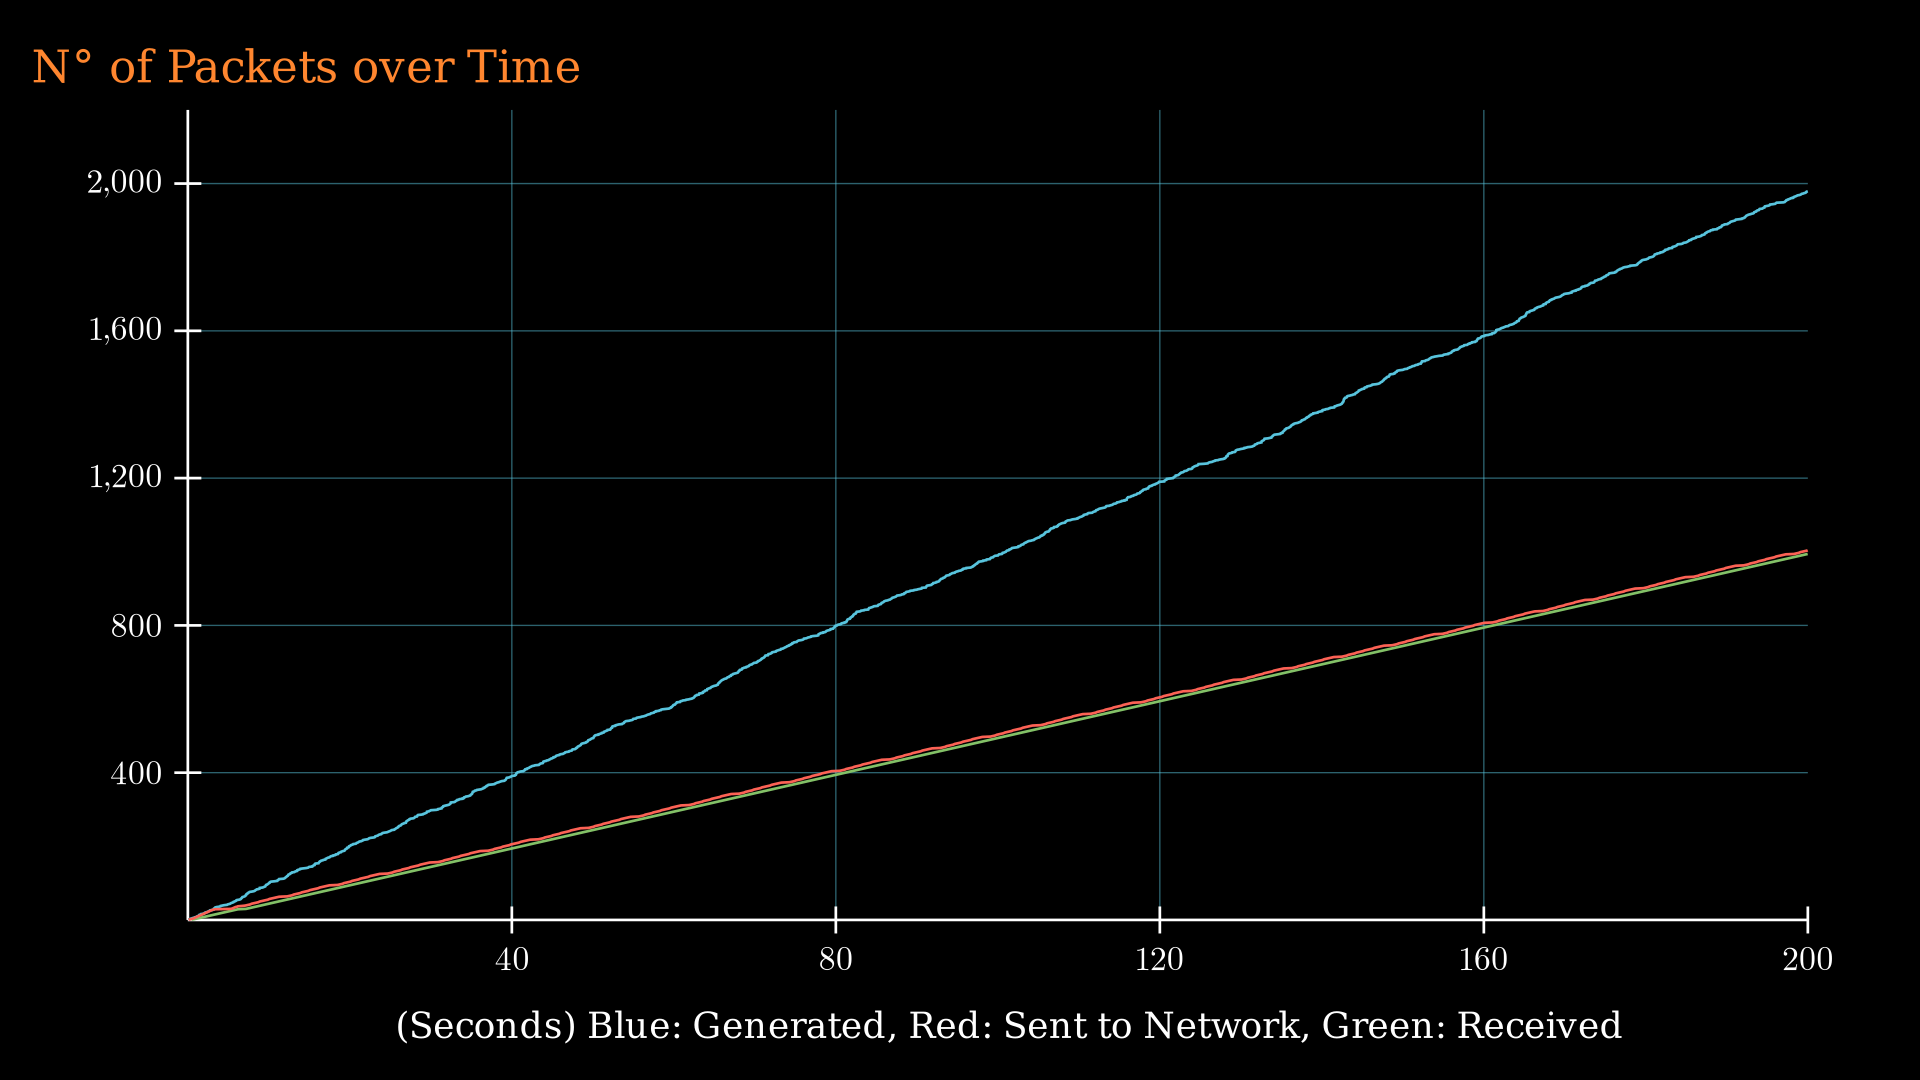 N° of Packets over Time
2,000
1,600
1,200
800
400
40 80 120 160 200
(Seconds) Blue: Generated, Red: Sent to Network, Green: Received